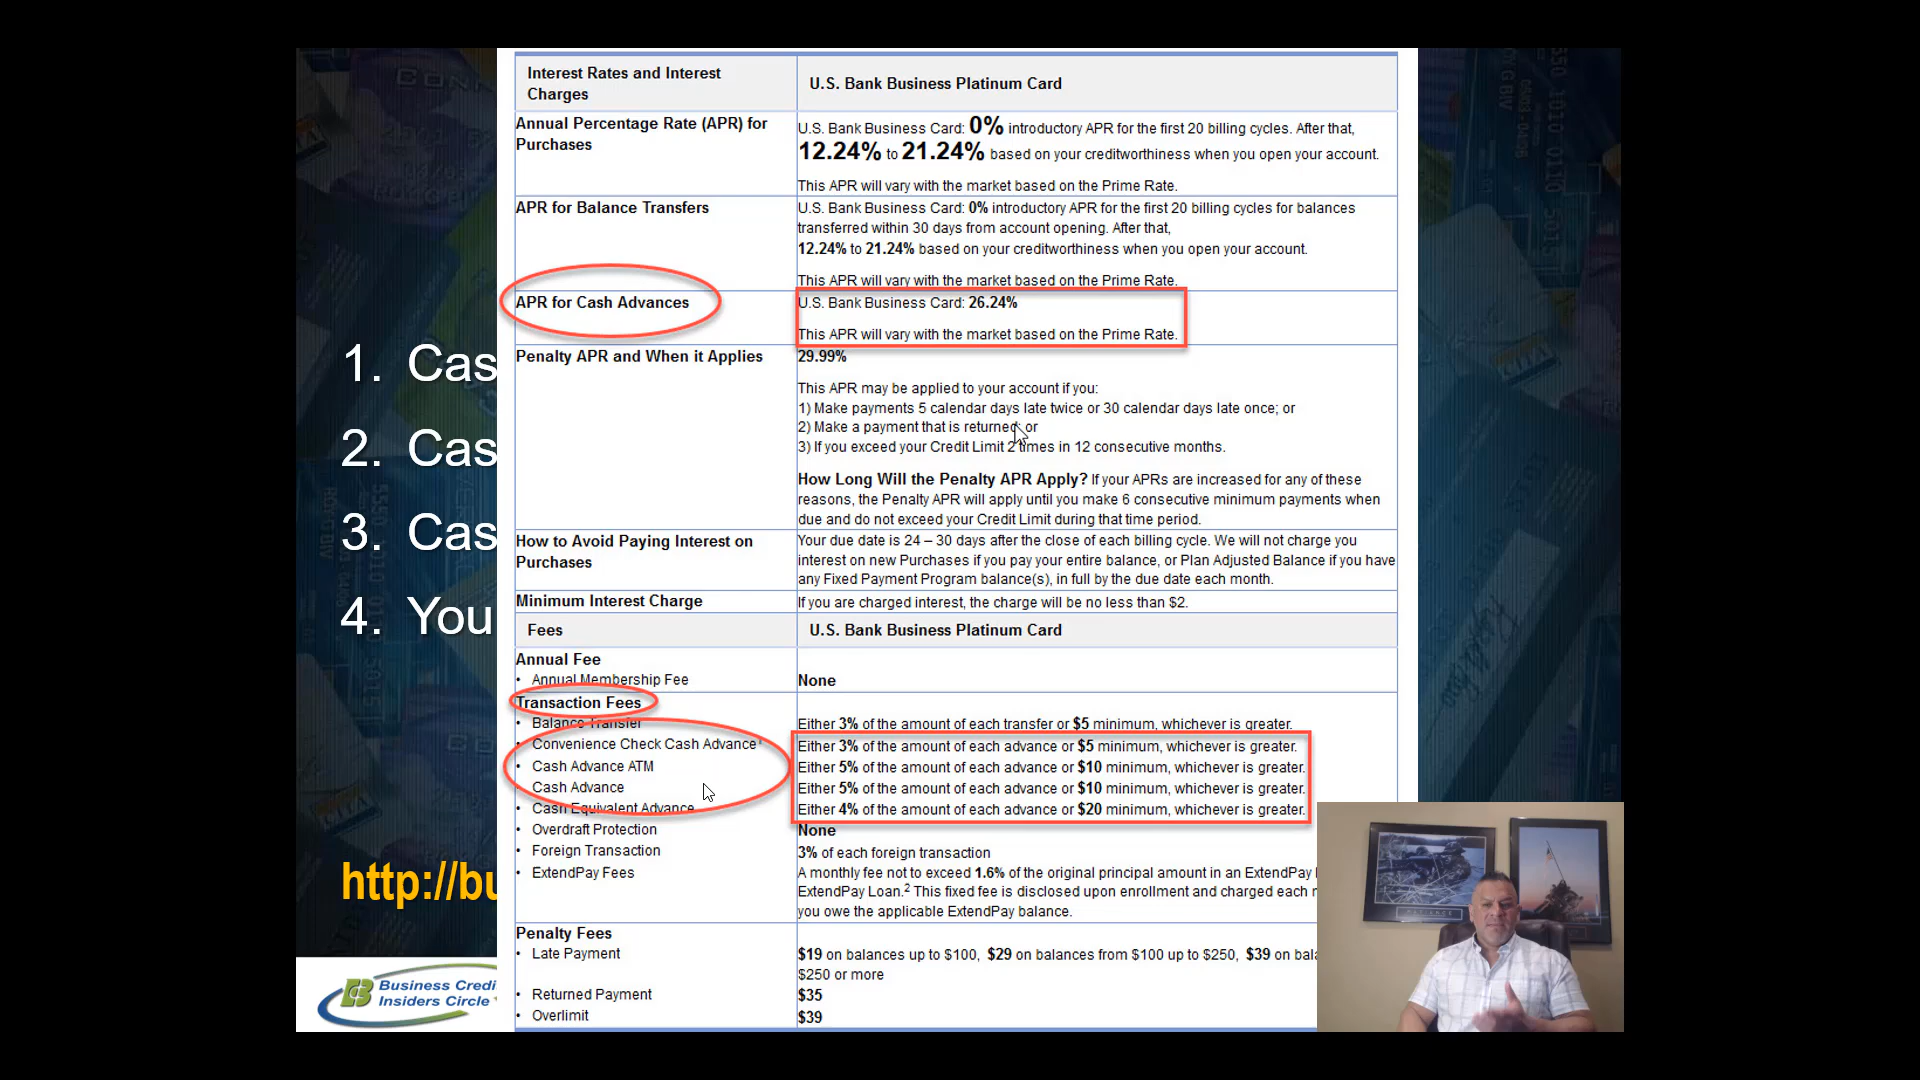 Interest Rates and Interest
Charges
U.S. Bank Business Platinum Card
Annual Percentage Rate (APR) for
Purchases
U.S. Bank Business Card: 0% introductory APR for the first 20 billing cycles. After that,
12.24% to 21.24% based on your creditworthiness when you open your account.
This APR will vary with the market based on the Prime Rate.
APR for Balance Transfers
U.S. Bank Business Card: 0% introductory APR for the first 20 billing cycles for balances
transferred within 30 days from account opening. After that,
12.24% to 21.24% based on your creditworthiness when you open your account.
This APR will vary with the market based on the Prime Rate.
APR for Cash Advances
U.S. Bank Business Card: 26.24%
This APR will vary with the market based on the Prime Rate.
Penalty APR and When it Applies
29.99%
This APR may be applied to your account if you:
1) Make payments 5 calendar days late twice or 30 calendar days late once; or
2) Make a payment that is returned; or
3) If you exceed your Credit Limit 2 times in 12 consecutive months.
How Long Will the Penalty APR Apply? If your APRs are increased for any of these
reasons, the Penalty APR will apply until you make 6 consecutive minimum payments when
due and do not exceed your Credit Limit during that time period.
How to Avoid Paying Interest on
Purchases
Your due date is 24 – 30 days after the close of each billing cycle. We will not charge you
interest on new Purchases if you pay your entire balance, or Plan Adjusted Balance if you have
any Fixed Payment Program balance(s), in full by the due date each month.
Minimum Interest Charge
If you are charged interest, the charge will be no less than $2.
Fees
U.S. Bank Business Platinum Card
Annual Fee
• Annual Membership Fee
None
Transaction Fees
• Balance Transfer
Either 3% of the amount of each transfer or $5 minimum, whichever is greater.
• Convenience Check Cash Advance¹
Either 3% of the amount of each advance or $5 minimum, whichever is greater.
• Cash Advance ATM
Either 5% of the amount of each advance or $10 minimum, whichever is greater.
Cash Advance
Either 5% of the amount of each advance or $10 minimum, whichever is greater.
• Cash Equivalent Advance
Either 4% of the amount of each advance or $20 minimum, whichever is greater.
• Overdraft Protection
None
• Foreign Transaction
3% of each foreign transaction
• ExtendPay Fees
A monthly fee not to exceed 1.6% of the original principal amount in an ExtendPay
ExtendPay Loan.² This fixed fee is disclosed upon enrollment and charged each
you owe the applicable ExtendPay balance.
Penalty Fees
• Late Payment
$19 on balances up to $100, $29 on balances from $100 up to $250, $39 on bal
$250 or more
• Returned Payment
$35
• Overlimit
$39
1. Cas
2. Cas
3. Cas
4. You
http://bu
Business Credi
Insiders Circle